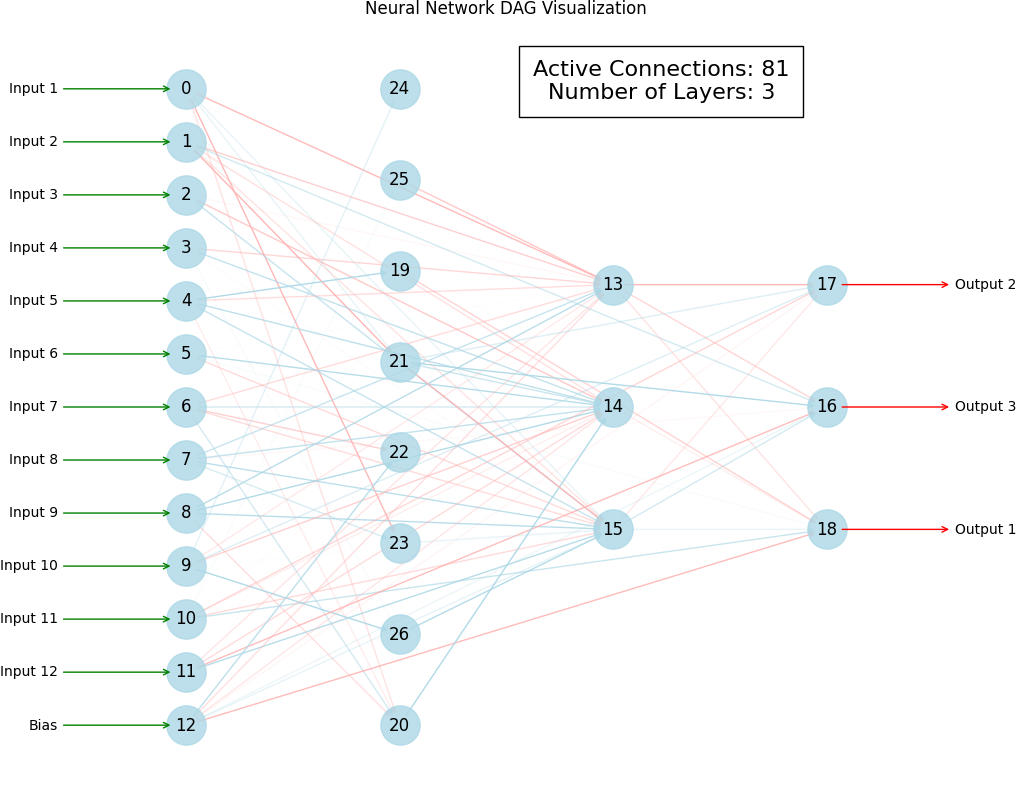 Neural Network DAG Visualization
Active Connections: 81
Number of Layers: 3
Input 1
0
24
Input 2
1
25
Input 3
2
Input 4
3
19
13
17
Output 2
Input 5
4
Input 6
5
21
Input 7
6
14
16
Output 3
Input 8
7
22
Input 9
8
23
15
18
Output 1
Input 10
9
Input 11
10
26
Input 12
11
Bias
12
20